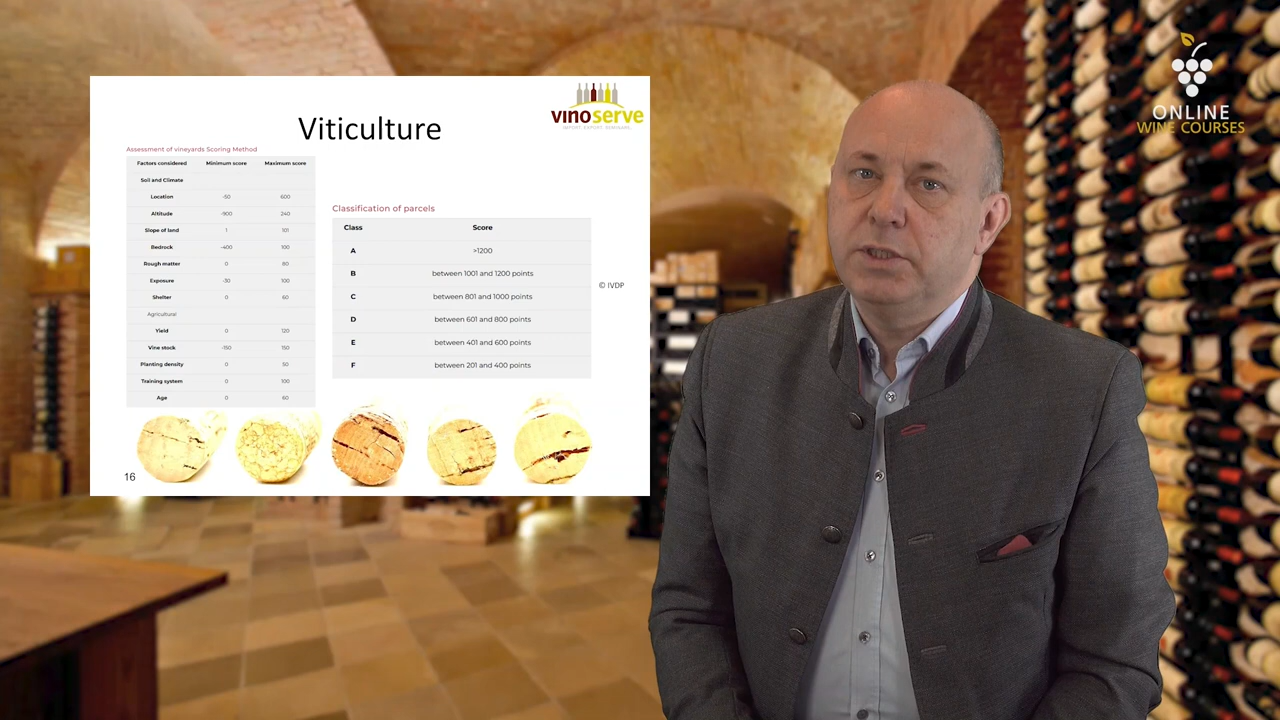 Viticulture
vinoserve
IMPORT EXPORT SEMINARE
Assessment of vineyards Scoring Method
Factors considered Minimum score Maximum score
Soil and Climate
Location -50 600
Altitude -900 240
Slope of land 1 101
Bedrock -400 100
Rough matter 0 80
Exposure -30 100
Shelter 0 60
Agricultural
Yield 0 120
Vine stock -150 150
Planting density 0 50
Training system 0 100
Age 0 60
Classification of parcels
Class Score
A >1200
B between 1001 and 1200 points
C between 801 and 1000 points
D between 601 and 800 points
E between 401 and 600 points
F between 201 and 400 points
© IVDP
16
ONLINE
WINE COURSES